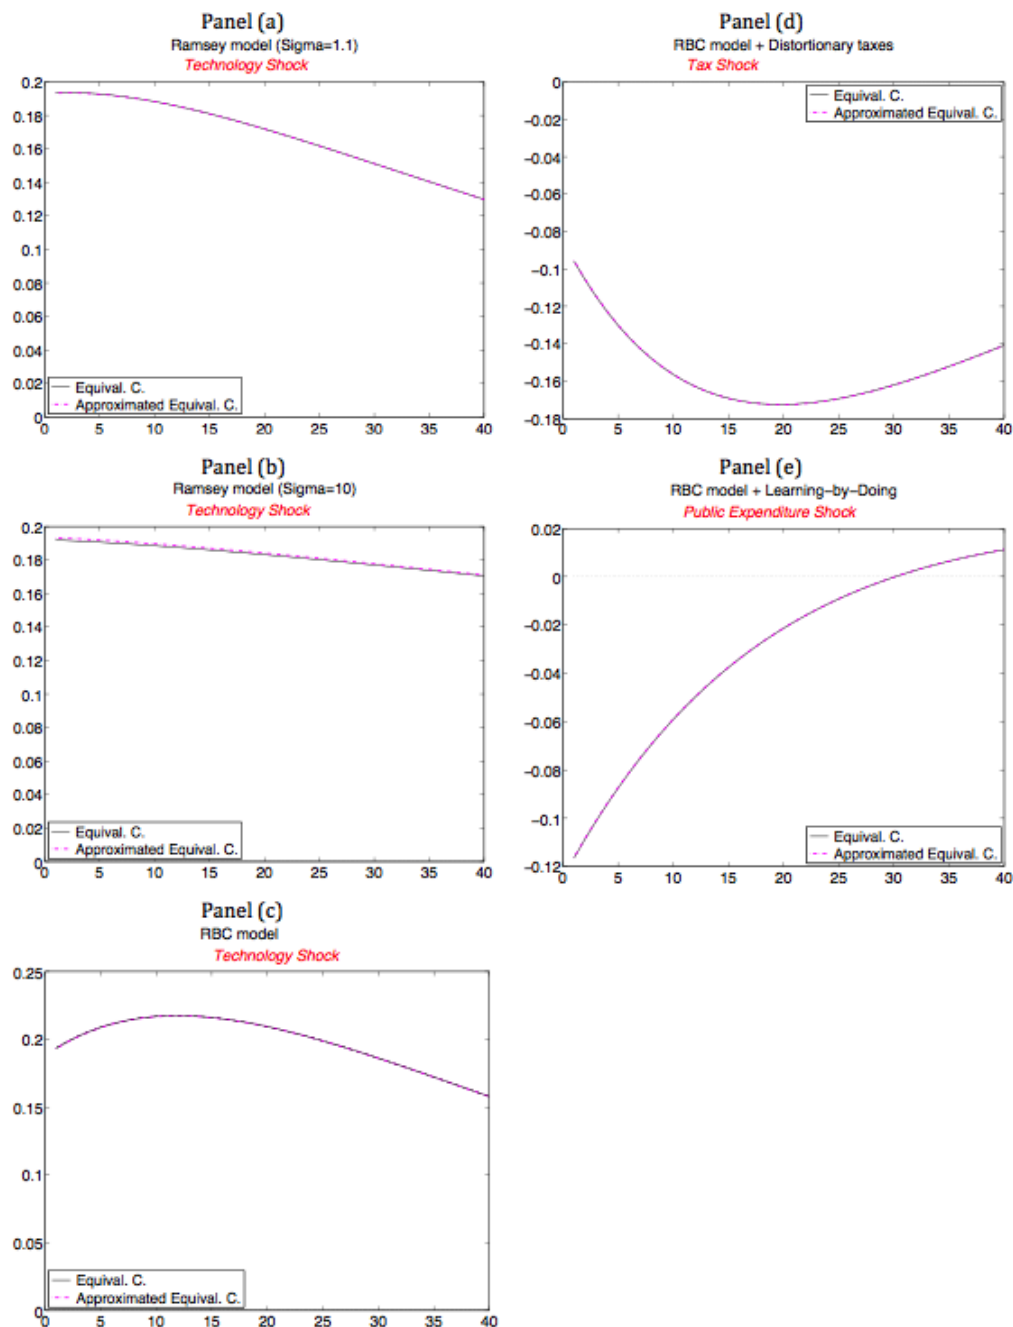 Panel (a)
Ramsey model (Sigma=1.1)
Technology Shock
0.2
0.18
0.16
0.14
0.12
0.1
0.08
0.06
0.04
0.02
0
Equival. C.
Approximated Equival. C.
0 5 10 15 20 25 30 35 40
Panel (d)
RBC model + Distortionary taxes
Tax Shock
0
−0.02
−0.04
−0.06
−0.08
−0.1
−0.12
−0.14
−0.16
−0.18
Equival. C.
Approximated Equival. C.
0 5 10 15 20 25 30 35 40
Panel (b)
Ramsey model (Sigma=10)
Technology Shock
0.2
0.18
0.16
0.14
0.12
0.1
0.08
0.06
0.04
0.02
0
Equival. C.
Approximated Equival. C.
0 5 10 15 20 25 30 35 40
Panel (e)
RBC model + Learning−by−Doing
Public Expenditure Shock
0.02
0
−0.02
−0.04
−0.06
−0.08
−0.1
−0.12
Equival. C.
Approximated Equival. C.
0 5 10 15 20 25 30 35 40
Panel (c)
RBC model
Technology Shock
0.25
0.2
0.15
0.1
0.05
0
Equival. C.
Approximated Equival. C.
0 5 10 15 20 25 30 35 40